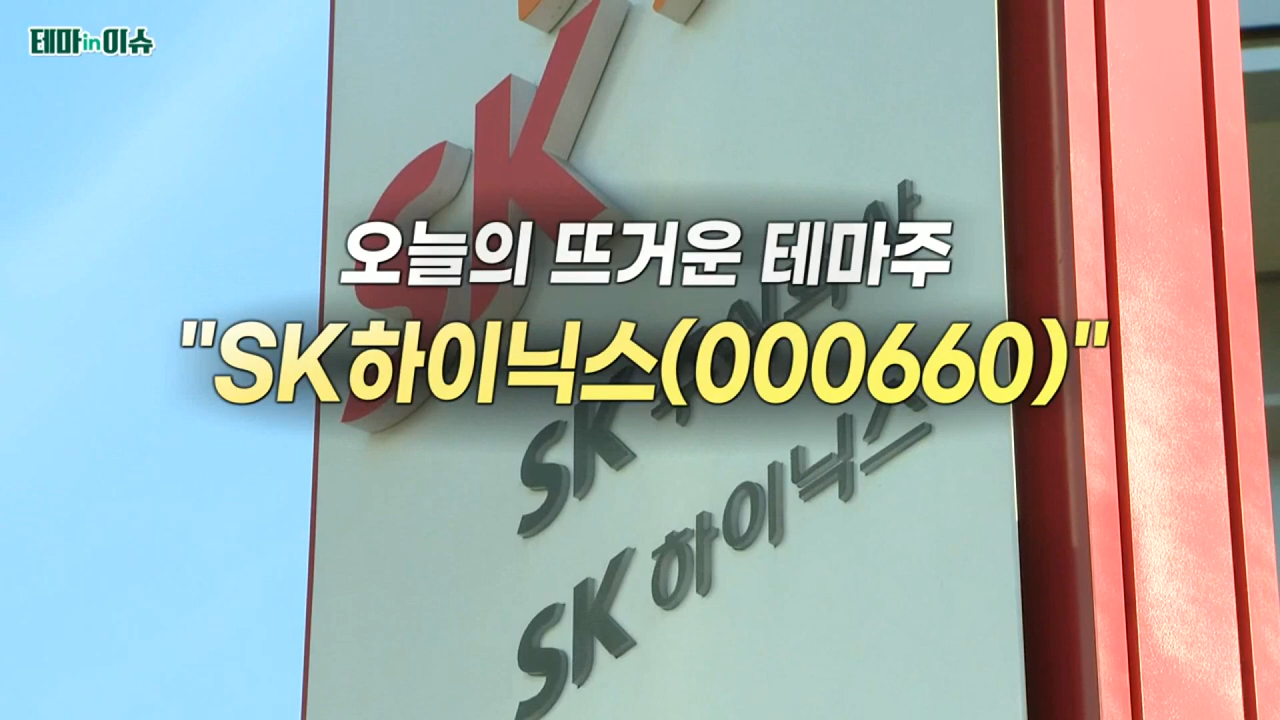 테마in이슈
SK
오늘의 뜨거운 테마주
"SK하이닉스(000660)"
SK
SK 하이닉스